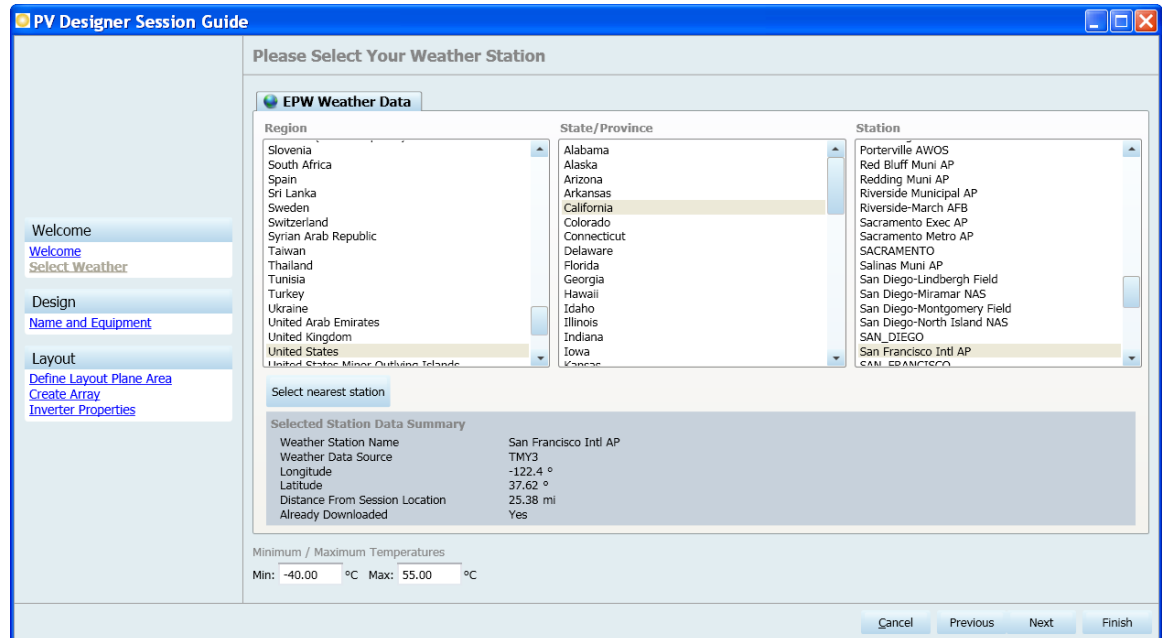 PV Designer Session Guide
Please Select Your Weather Station
Welcome
Welcome
Select Weather
Design
Name and Equipment
Layout
Define Layout Plane Area
Create Array
Inverter Properties
EPW Weather Data
Region
Slovenia
South Africa
Spain
Sri Lanka
Sweden
Switzerland
Syrian Arab Republic
Taiwan
Thailand
Tunisia
Turkey
Ukraine
United Arab Emirates
United Kingdom
United States
United States Minor Outlying Islands
State/Province
Alabama
Alaska
Arizona
Arkansas
California
Colorado
Connecticut
Delaware
Florida
Georgia
Hawaii
Idaho
Illinois
Indiana
Iowa
Kansas
Station
Porterville AWOS
Red Bluff Muni AP
Redding Muni AP
Riverside Municipal AP
Riverside-March AFB
Sacramento Exec AP
Sacramento Metro AP
SACRAMENTO
Salinas Muni AP
San Diego-Lindbergh Field
San Diego-Miramar NAS
San Diego-Montgomery Field
San Diego-North Island NAS
SAN_DIEGO
San Francisco Intl AP
SAN_FRANCISCO
Select nearest station
Selected Station Data Summary
Weather Station Name San Francisco Intl AP
Weather Data Source TMY3
Longitude -122.4 °
Latitude 37.62 °
Distance From Session Location 25.38 mi
Already Downloaded Yes
Minimum / Maximum Temperatures
Min: -40.00 °C Max: 55.00 °C
Cancel Previous Next Finish